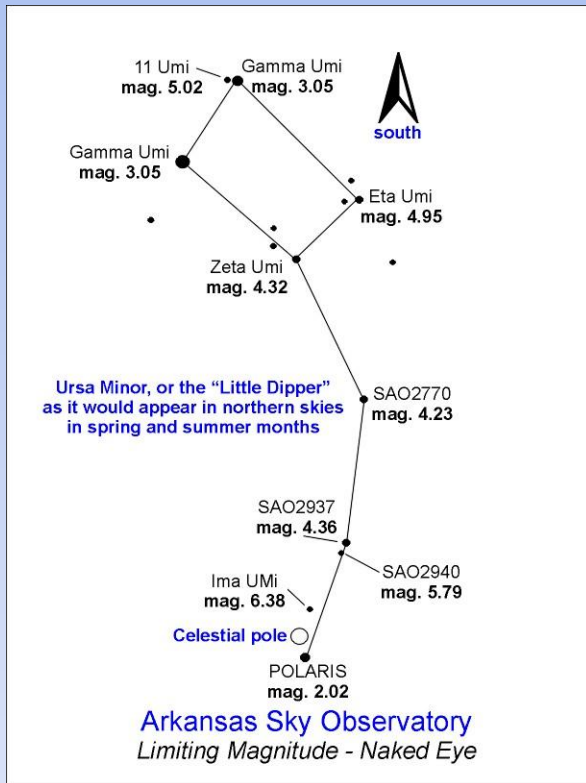 11 Umi
mag. 5.02
Gamma Umi
mag. 3.05
south
Gamma Umi
mag. 3.05
Eta Umi
mag. 4.95
Zeta Umi
mag. 4.32
Ursa Minor, or the “Little Dipper”
as it would appear in northern skies
in spring and summer months
SAO2770
mag. 4.23
SAO2937
mag. 4.36
SAO2940
mag. 5.79
Ima UMi
mag. 6.38
Celestial pole
POLARIS
mag. 2.02
Arkansas Sky Observatory
Limiting Magnitude - Naked Eye